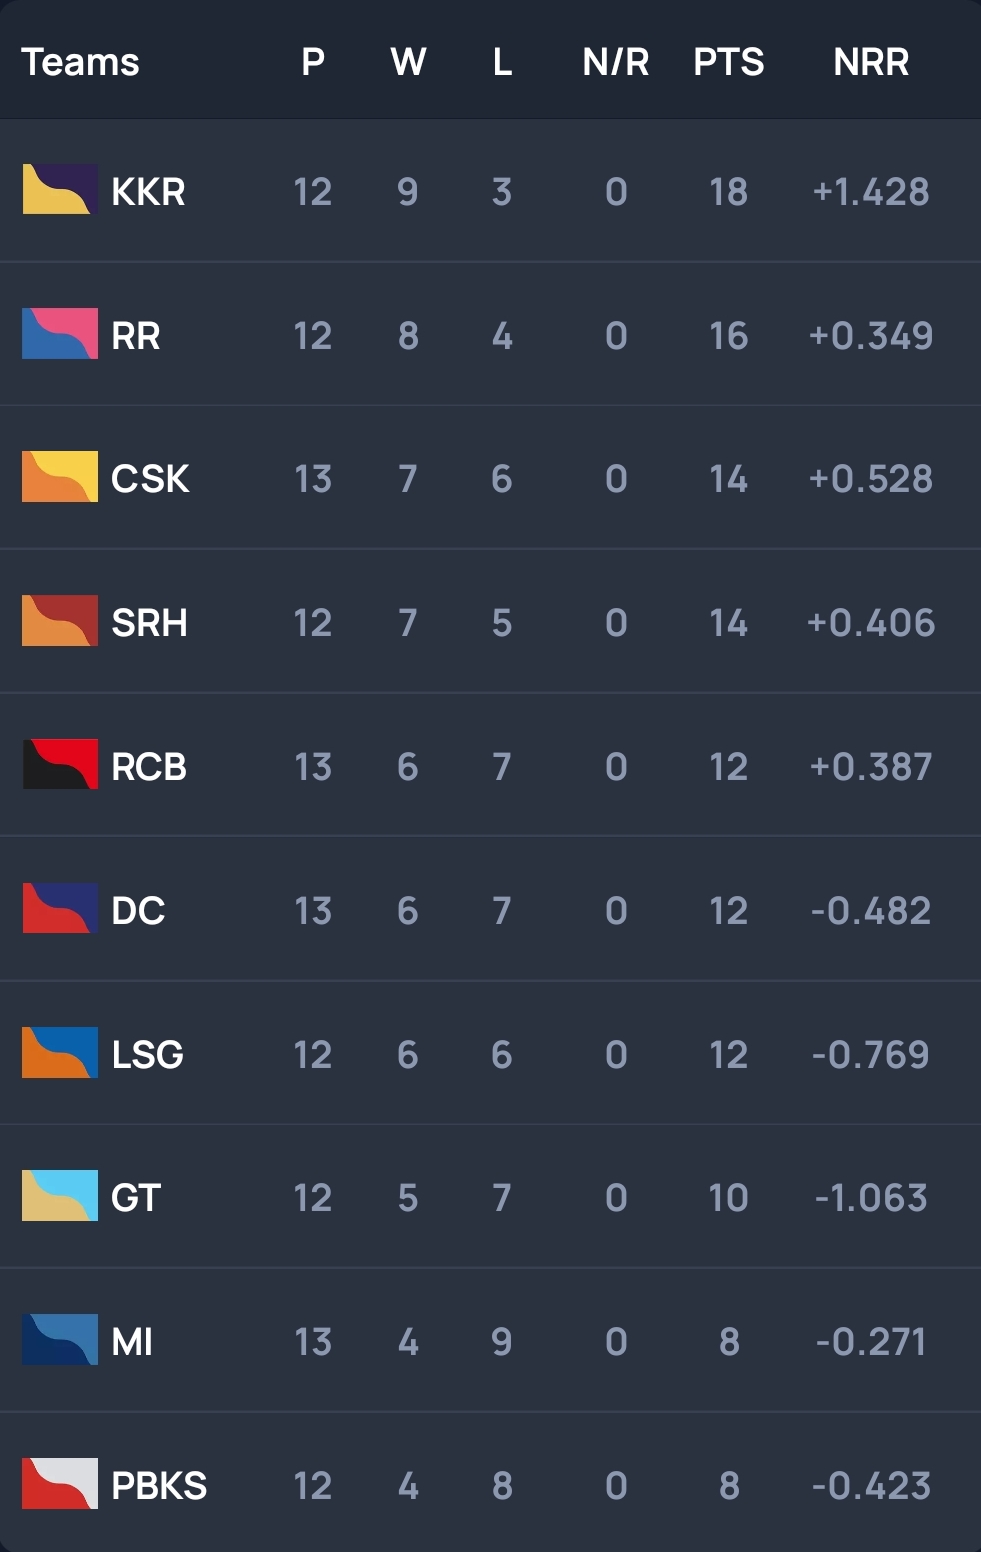 Teams P W L N/R PTS NRR
KKR 12 9 3 0 18 +1.428
RR 12 8 4 0 16 +0.349
CSK 13 7 6 0 14 +0.528
SRH 12 7 5 0 14 +0.406
RCB 13 6 7 0 12 +0.387
DC 13 6 7 0 12 -0.482
LSG 12 6 6 0 12 -0.769
GT 12 5 7 0 10 -1.063
MI 13 4 9 0 8 -0.271
PBKS 12 4 8 0 8 -0.423